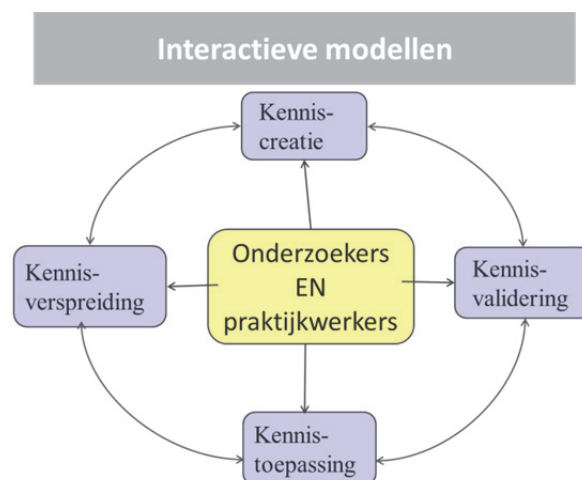 Interactieve modellen
Kennis-
creatie
Onderzoekers
EN
praktijkwerkers
Kennis-
verspreiding
Kennis-
validering
Kennis-
toepassing